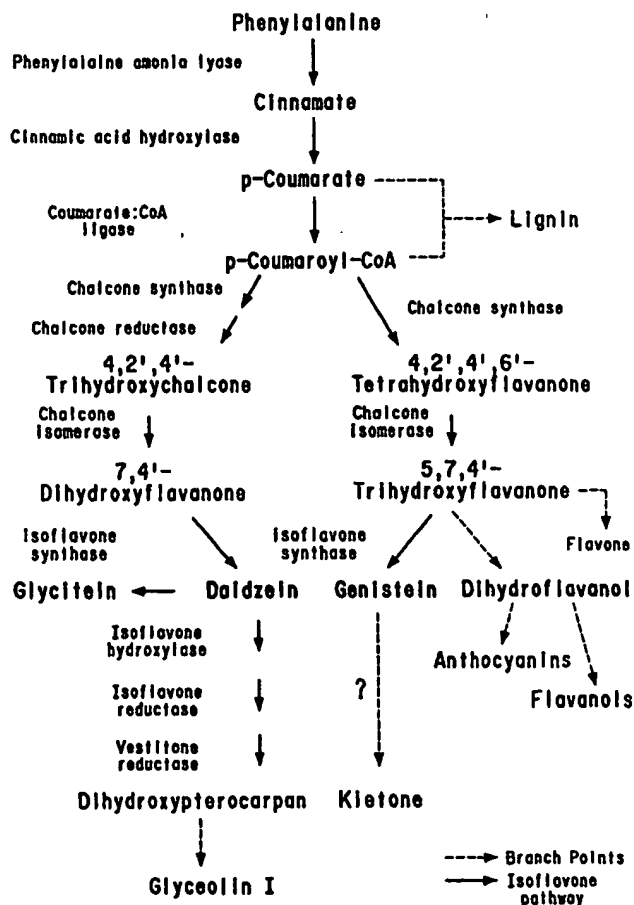 Phenylalanine
Phenylalaine amonia lyase
Cinnamate
Cinnamic acid hydroxylase
p-Coumarate
Coumarate:CoA
ligase
Lignin
p-Coumaroyl-CoA
Chalcone synthase
Chalcone reductase
Chalcone synthase
4,2',4'-
Trihydroxychalcone
4,2',4',6'-
Tetrahydroxyflavanone
Chalcone
isomerase
Chalcone
isomerase
7,4'-
Dihydroxyflavanone
5,7,4'-
Trihydroxyflavanone
Isoflavone
synthase
Isoflavone
synthase
Flavone
Glycitein
Daidzein
Genistein
Dihydroflavanol
Isoflavone
hydroxylase
Anthocyanins
Isoflavone
reductase
?
Flavanols
Vestitone
reductase
Dihydroxypterocarpan
Kietone
Glyceolin I
Branch Points
Isoflavone
pathway